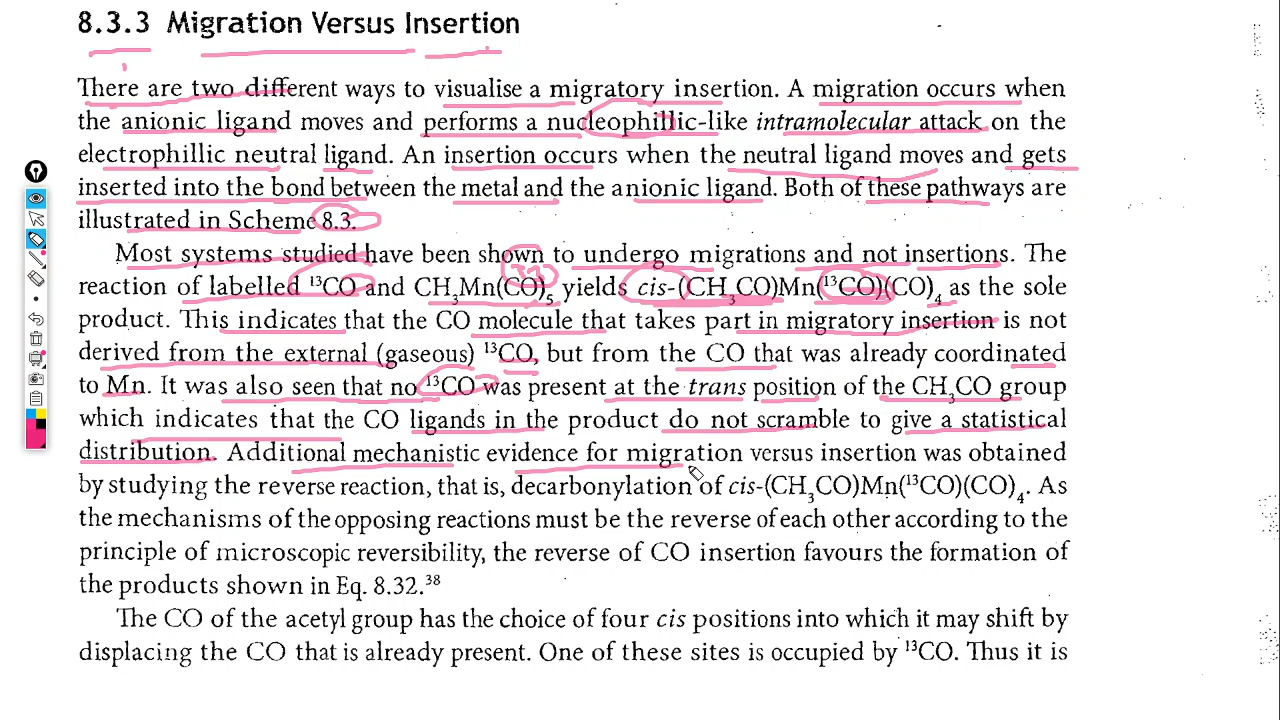 8.3.3 Migration Versus Insertion
There are two different ways to visualise a migratory insertion. A migration occurs when
the anionic ligand moves and performs a nucleophillic-like intramolecular attack on the
electrophillic neutral ligand. An insertion occurs when the neutral ligand moves and gets
inserted into the bond between the metal and the anionic ligand. Both of these pathways are
illustrated in Scheme 8.3.
Most systems studied have been shown to undergo migrations and not insertions. The
reaction of labelled ¹³CO and CH₃Mn(CO)₅ yields cis-(CH₃CO)Mn(¹³CO)(CO)₄ as the sole
product. This indicates that the CO molecule that takes part in migratory insertion is not
derived from the external (gaseous) ¹³CO, but from the CO that was already coordinated
to Mn. It was also seen that no ¹³CO was present at the trans position of the CH₃CO group
which indicates that the CO ligands in the product do not scramble to give a statistical
distribution. Additional mechanistic evidence for migration versus insertion was obtained
by studying the reverse reaction, that is, decarbonylation of cis-(CH₃CO)Mn(¹³CO)(CO)₄. As
the mechanisms of the opposing reactions must be the reverse of each other according to the
principle of microscopic reversibility, the reverse of CO insertion favours the formation of
the products shown in Eq. 8.32.³⁸
The CO of the acetyl group has the choice of four cis positions into which it may shift by
displacing the CO that is already present. One of these sites is occupied by ¹³CO. Thus it is